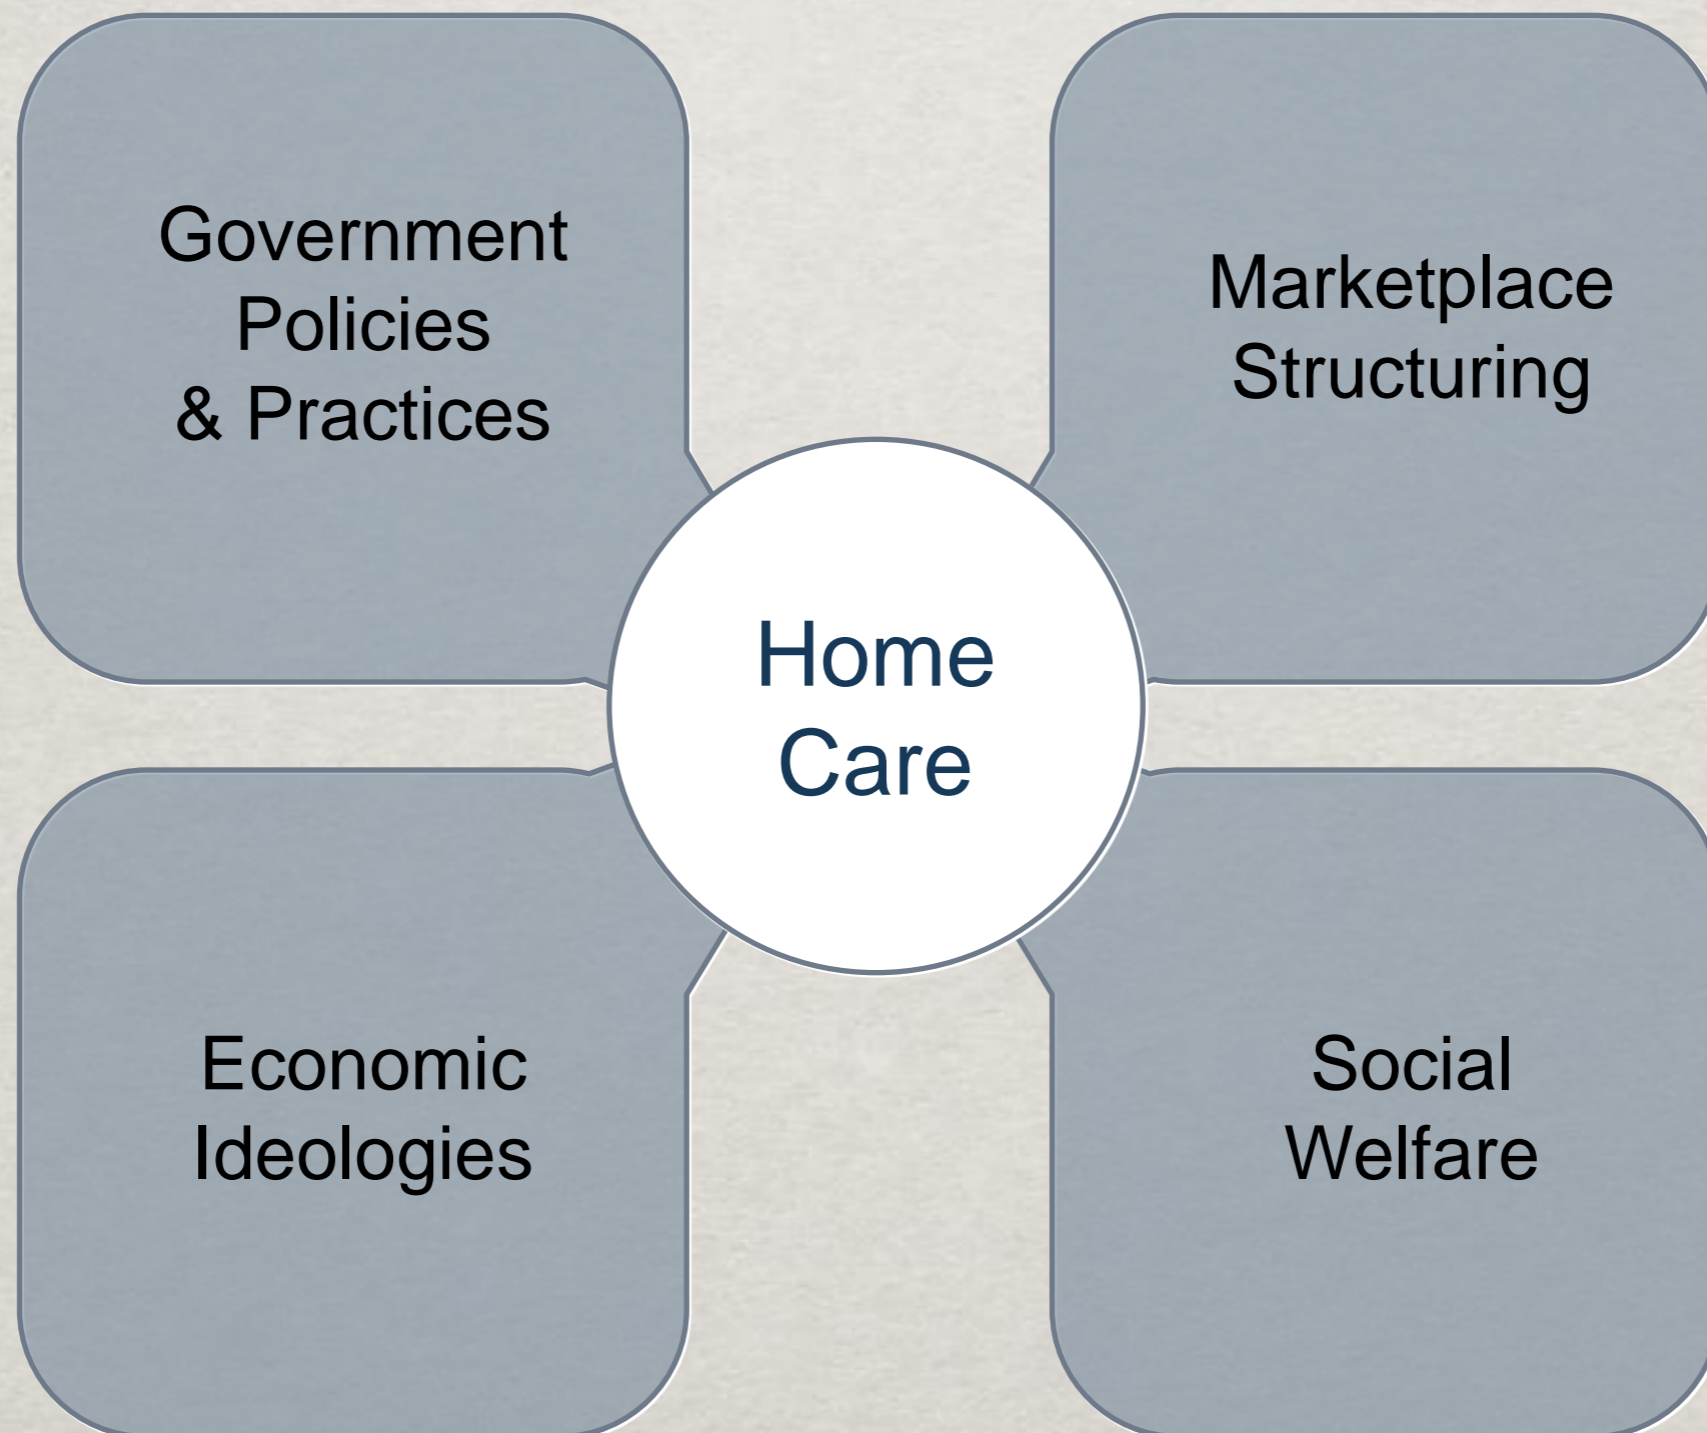 Government
Policies
& Practices
Marketplace
Structuring
Home
Care
Economic
Ideologies
Social
Welfare